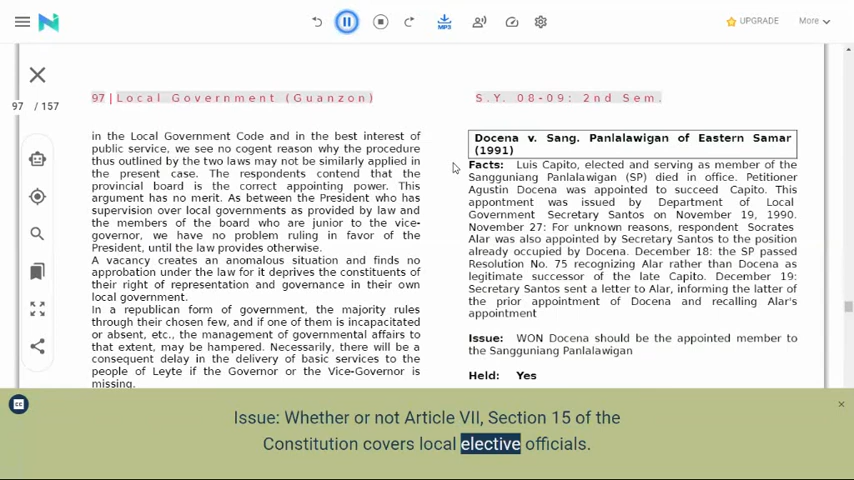 MP3
UPGRADE
More
97 / 157
97|Local Government (Guanzon)
S.Y. 08-09: 2nd Sem.
in the Local Government Code and in the best interest of
public service, we see no cogent reason why the procedure
thus outlined by the two laws may not be similarly applied in
the present case. The respondents contend that the
provincial board is the correct appointing power. This
argument has no merit. As between the President who has
supervision over local governments as provided by law and
the members of the board who are junior to the vice-
governor, we have no problem ruling in favor of the
President, until the law provides otherwise.
A vacancy creates an anomalous situation and finds no
approbation under the law for it deprives the constituents of
their right of representation and governance in their own
local government.
In a republican form of government, the majority rules
through their chosen few, and if one of them is incapacitated
or absent, etc., the management of governmental affairs to
that extent, may be hampered. Necessarily, there will be a
consequent delay in the delivery of basic services to the
people of Leyte if the Governor or the Vice-Governor is
missing.
Docena v. Sang. Panlalawigan of Eastern Samar
(1991)
Facts: Luis Capito, elected and serving as member of the
Sangguniang Panlalawigan (SP) died in office. Petitioner
Agustin Docena was appointed to succeed Capito. This
appointment was issued by Department of Local
Government Secretary Santos on November 19, 1990.
November 27: For unknown reasons, respondent Socrates
Alar was also appointed by Secretary Santos to the position
already occupied by Docena. December 18: the SP passed
Resolution No. 75 recognizing Alar rather than Docena as
legitimate successor of the late Capito. December 19:
Secretary Santos sent a letter to Alar, informing the latter of
the prior appointment of Docena and recalling Alar's
appointment
Issue: WON Docena should be the appointed member to
the Sangguniang Panlalawigan
Held: Yes
Issue: Whether or not Article VII, Section 15 of the
Constitution covers local elective officials.